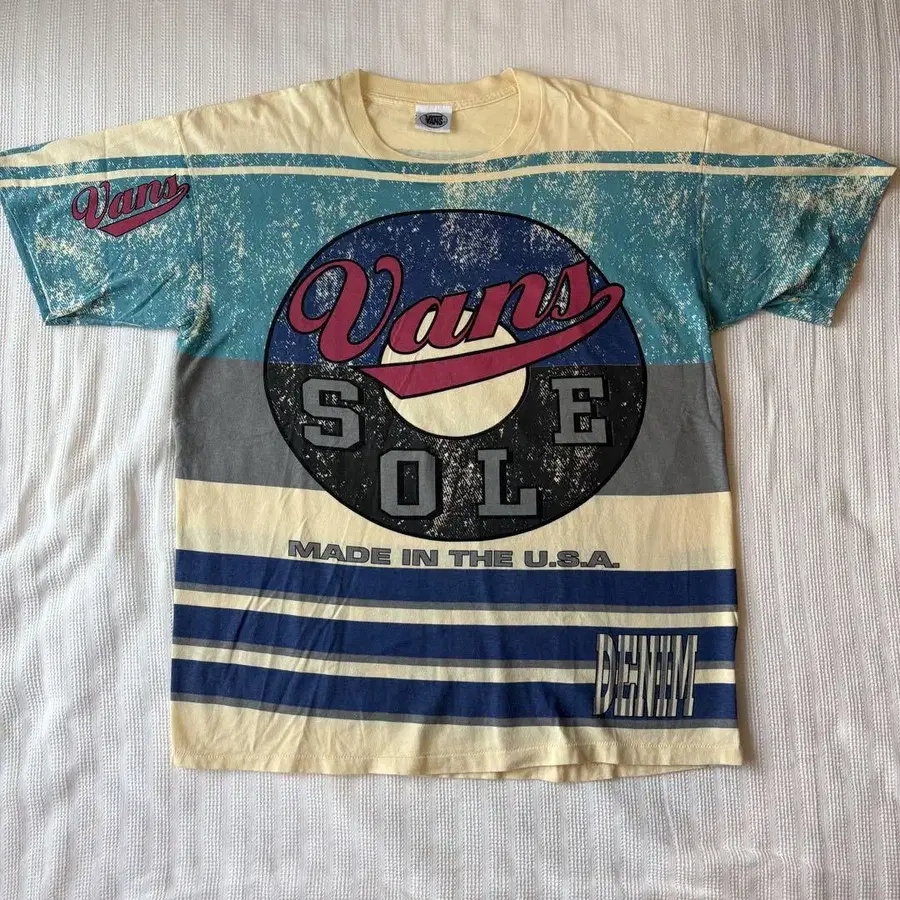 VANS
Vans
Vans
SOLE
MADE IN THE U.S.A.
DENIM